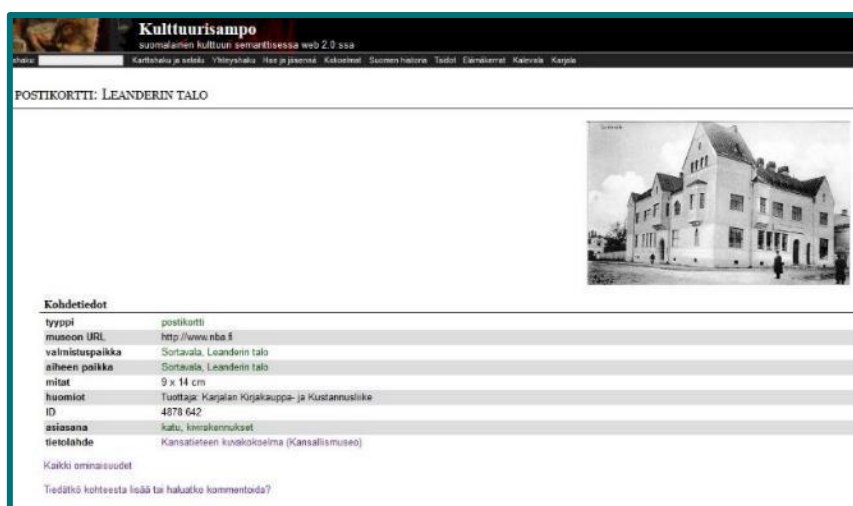 Kulttuurisampo
suomalainen kulttuuri semanttisessa web 2.0:ssa
Karttahaku ja selailu Yhteyshaku Hae ja jäsennä Kokoelmat Suomen historia Taidot Elämäkerrat Kalevala Karjala
POSTIKORTTI: LEANDERIN TALO
Kohdetiedot
tyyppi postikortti
museon URL http://www.nba.fi
valmistuspaikka Sortavala, Leanderin talo
aiheen paikka Sortavala, Leanderin talo
mitat 9 x 14 cm
huomiot Tuottaja: Karjalan Kirjakauppa- ja Kustannusliike
ID 4878:642
asiasana katu, kivirakennukset
tietolähde Kansatieteen kuvakokoelma (Kansallismuseo)
Kaikki ominaisuudet
Tiedätkö kohteesta lisää tai haluatko kommentoida?